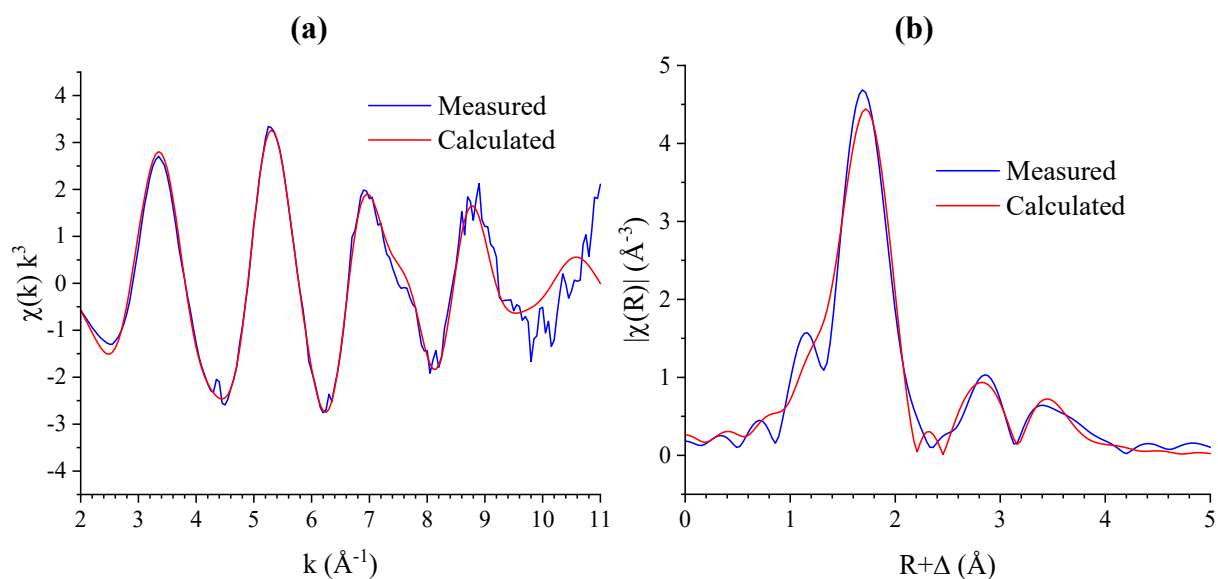 (a)
χ(k) k³
4
3
2
1
0
-1
-2
-3
-4
Measured
Calculated
2 3 4 5 6 7 8 9 10 11
k (Å⁻¹)
(b)
|χ(R)| (Å⁻³)
5
4
3
2
1
0
Measured
Calculated
0 1 2 3 4 5
R+Δ (Å)